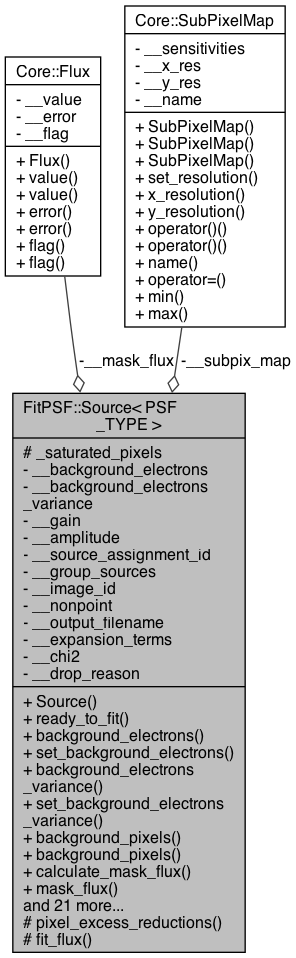 Core::Flux
- __value
- __error
- __flag
+ Flux()
+ value()
+ value()
+ error()
+ error()
+ flag()
+ flag()
Core::SubPixelMap
- __sensitivities
- __x_res
- __y_res
- __name
+ SubPixelMap()
+ SubPixelMap()
+ SubPixelMap()
+ set_resolution()
+ x_resolution()
+ y_resolution()
+ operator()()
+ operator()()
+ name()
+ operator=()
+ min()
+ max()
-__mask_flux
-__subpix_map
FitPSF::Source< PSF
_TYPE >
# _saturated_pixels
- __background_electrons
- __background_electrons
_variance
- __gain
- __amplitude
- __source_assignment_id
- __group_sources
- __image_id
- __nonpoint
- __output_filename
- __expansion_terms
- __chi2
- __drop_reason
+ Source()
+ ready_to_fit()
+ background_electrons()
+ set_background_electrons()
+ background_electrons
_variance()
+ set_background_electrons
_variance()
+ background_pixels()
+ background_pixels()
+ calculate_mask_flux()
+ mask_flux()
and 21 more...
# pixel_excess_reductions()
# fit_flux()